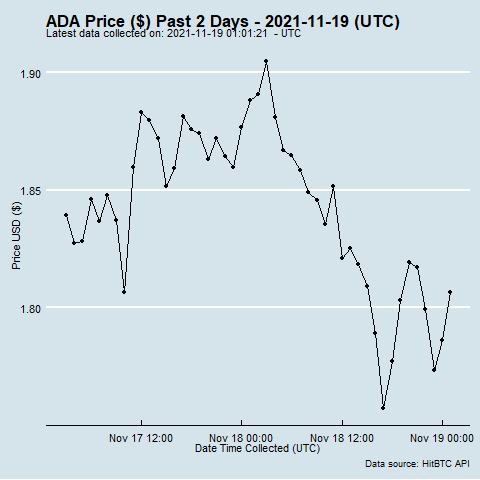 ADA Price ($) Past 2 Days - 2021-11-19 (UTC)
Latest data collected on: 2021-11-19 01:01:21 - UTC
1.90
1.85
1.80
Price USD ($)
Nov 17 12:00
Nov 18 00:00
Nov 18 12:00
Nov 19 00:00
Date Time Collected (UTC)
Data source: HitBTC API